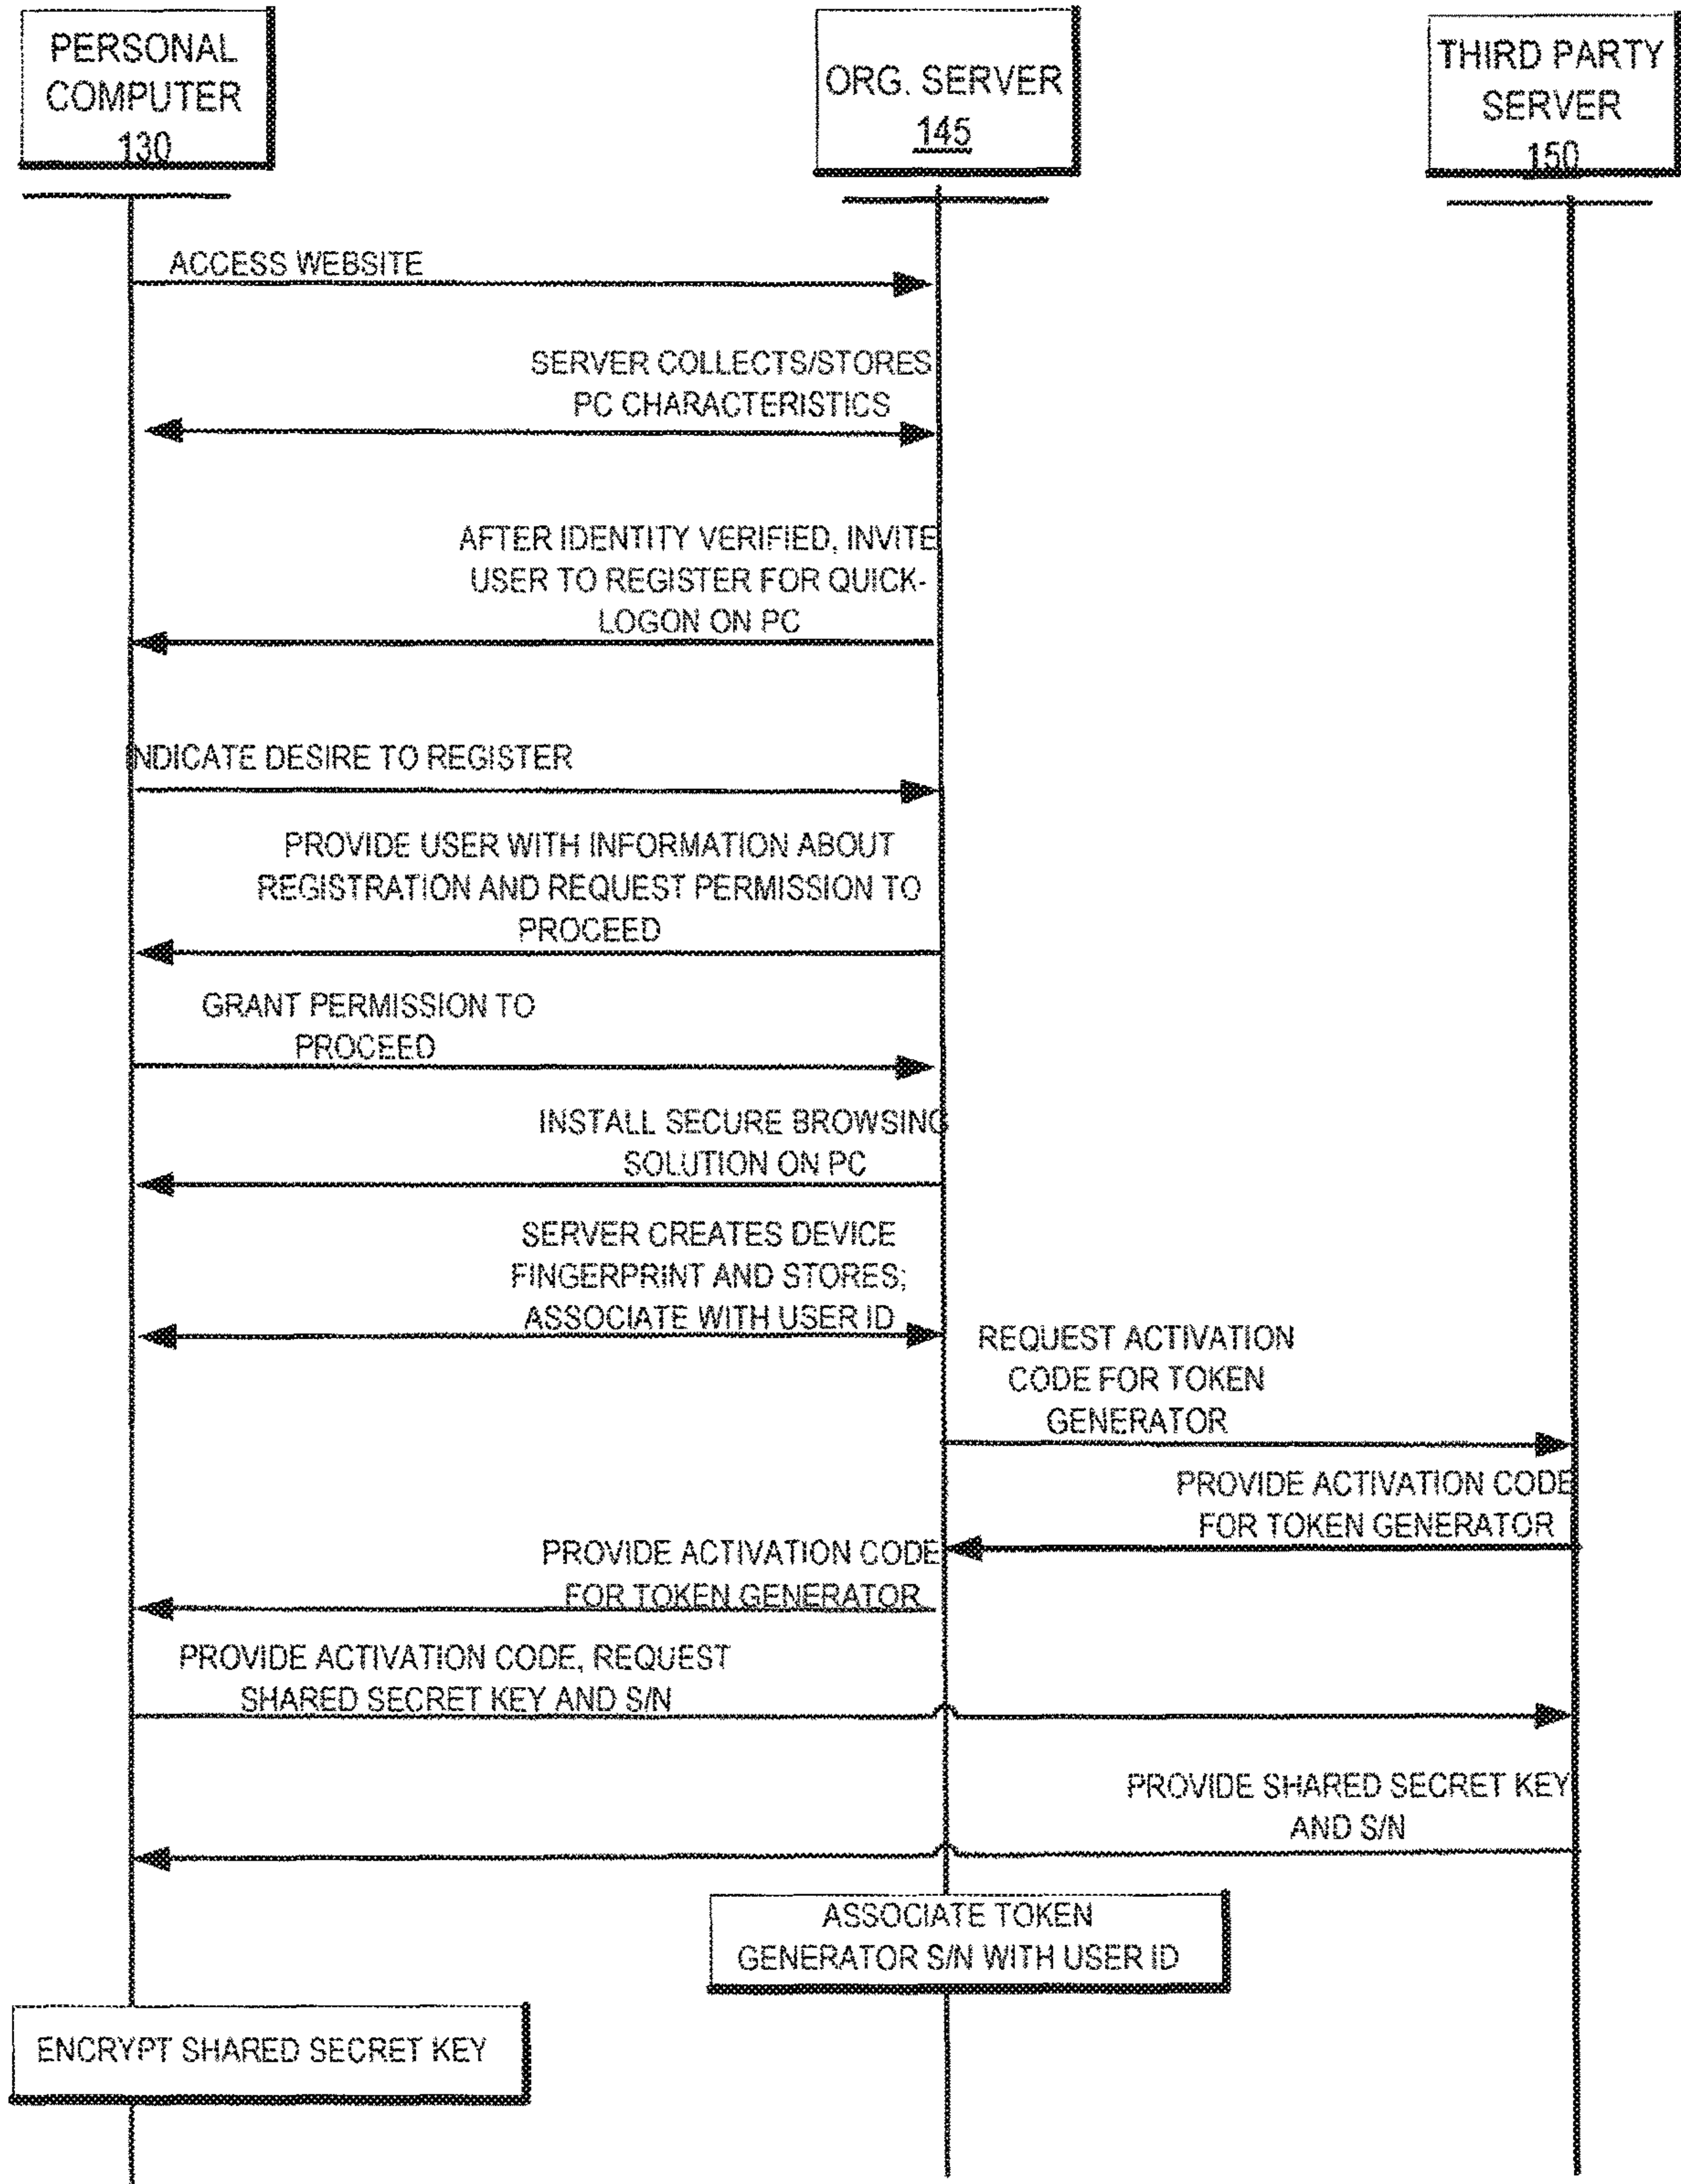 PERSONAL
COMPUTER
130
ORG. SERVER
145
THIRD PARTY
SERVER
150
ACCESS WEBSITE
SERVER COLLECTS/STORES
PC CHARACTERISTICS
AFTER IDENTITY VERIFIED, INVITE
USER TO REGISTER FOR QUICK-
LOGON ON PC
INDICATE DESIRE TO REGISTER
PROVIDE USER WITH INFORMATION ABOUT
REGISTRATION AND REQUEST PERMISSION TO
PROCEED
GRANT PERMISSION TO
PROCEED
INSTALL SECURE BROWSING
SOLUTION ON PC
SERVER CREATES DEVICE
FINGERPRINT AND STORES;
ASSOCIATE WITH USER ID
REQUEST ACTIVATION
CODE FOR TOKEN
GENERATOR
PROVIDE ACTIVATION CODE
FOR TOKEN GENERATOR
PROVIDE ACTIVATION CODE
FOR TOKEN GENERATOR
PROVIDE ACTIVATION CODE, REQUEST
SHARED SECRET KEY AND S/N
PROVIDE SHARED SECRET KEY
AND S/N
ASSOCIATE TOKEN
GENERATOR S/N WITH USER ID
ENCRYPT SHARED SECRET KEY